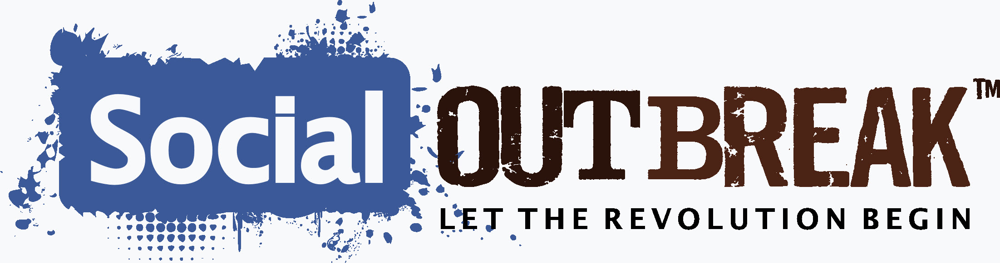 Social OUTBREAK™
LET THE REVOLUTION BEGIN